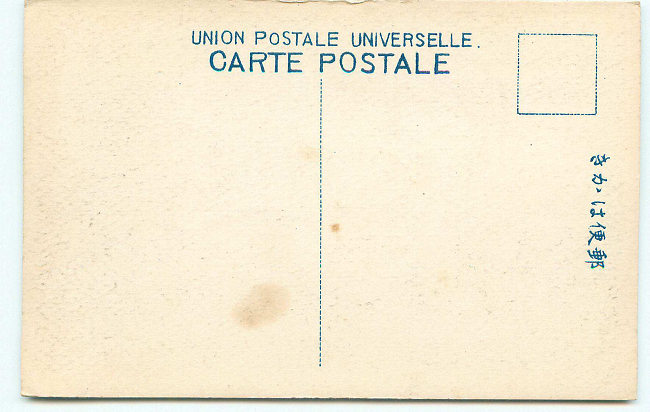 UNION POSTALE UNIVERSELLE.
CARTE POSTALE
郵便はがき